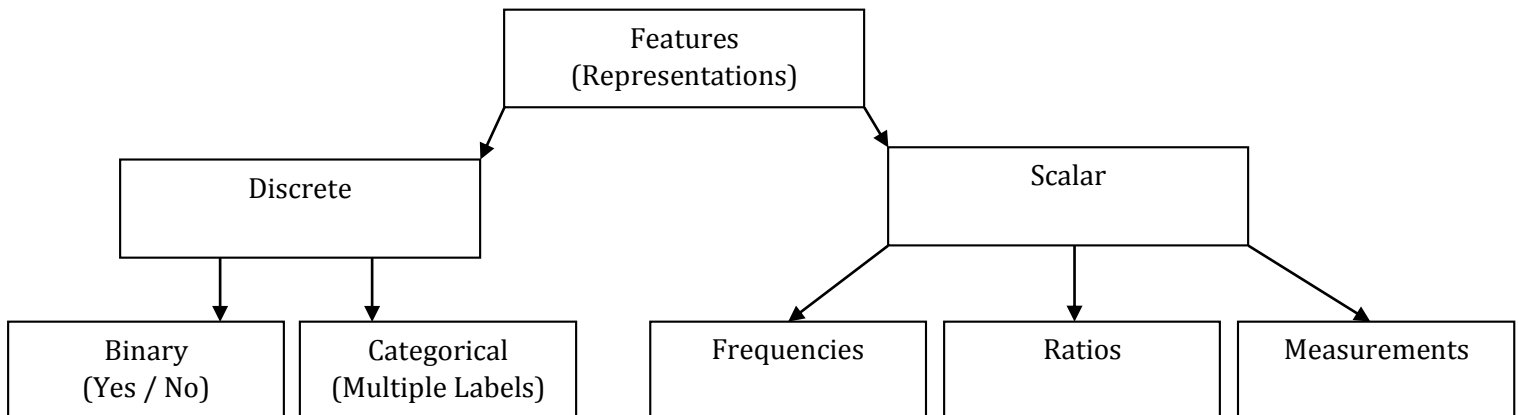 Features
(Representations)
Discrete
Scalar
Binary
(Yes / No)
Categorical
(Multiple Labels)
Frequencies
Ratios
Measurements